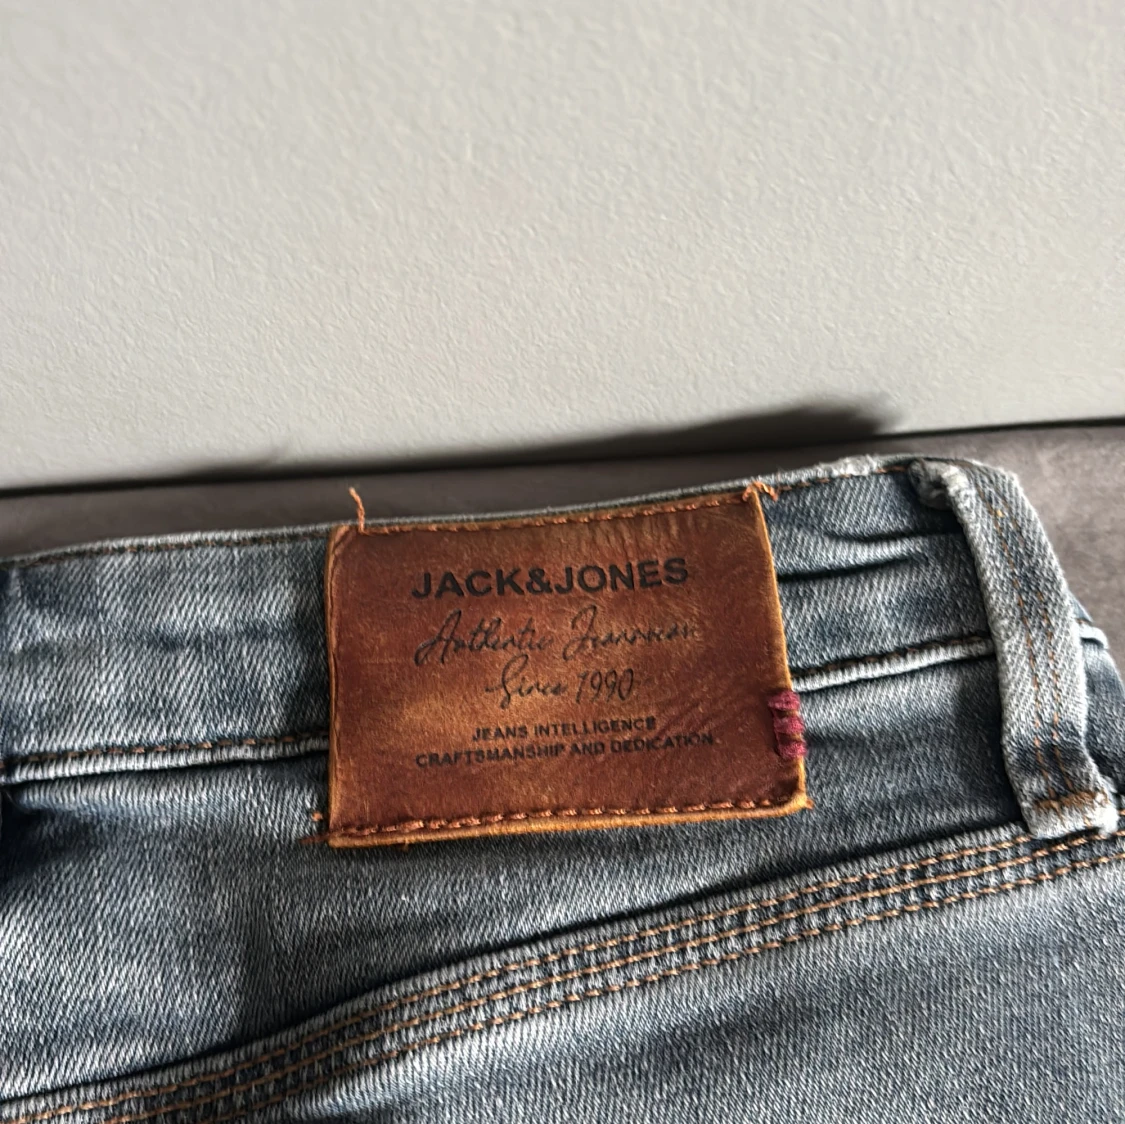 JACK&JONES
Authentic Jeanswear
Since 1990
JEANS INTELLIGENCE
CRAFTSMANSHIP AND DEDICATION